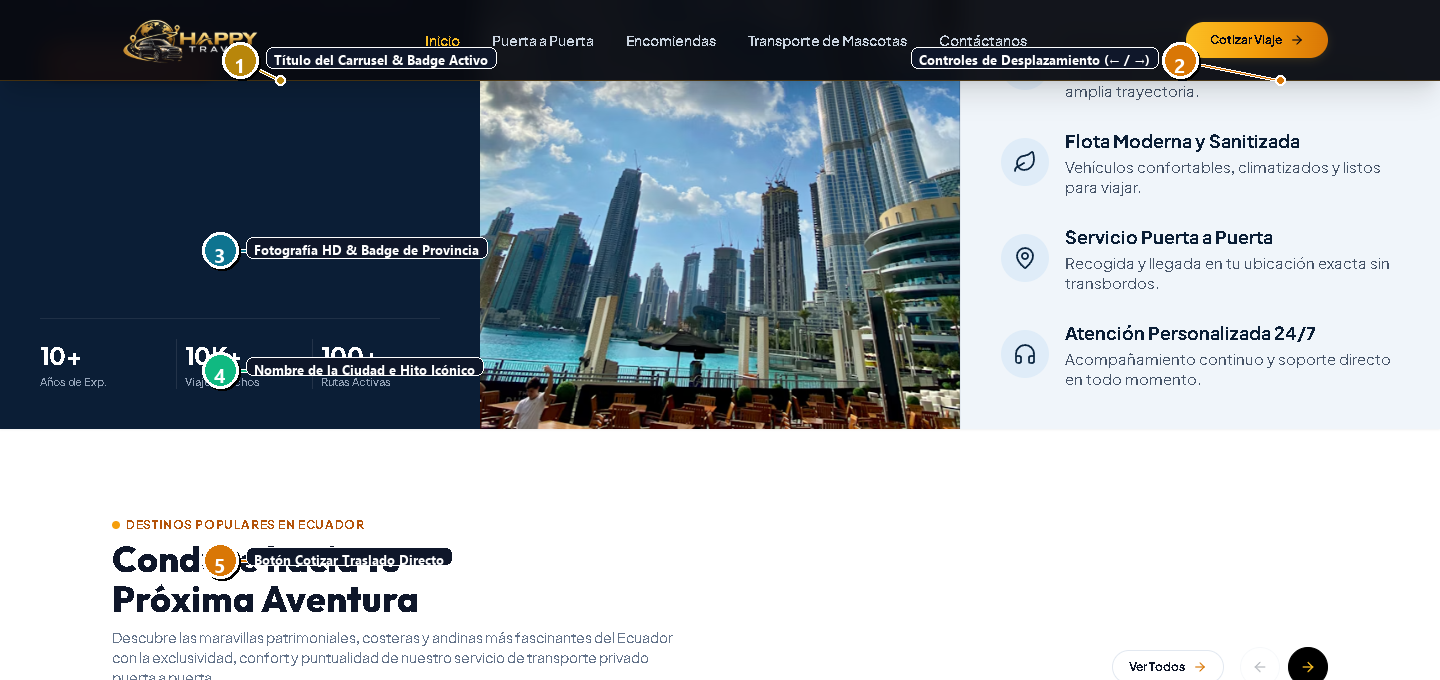 HAPPY
Inicio
Puerta a Puerta
Encomiendas
Transporte de Mascotas
Contáctanos
Cotizar Viaje
1
Título del Carrusel & Badge Activo
Controles de Desplazamiento (← / →)
2
amplia trayectoria.
Flota Moderna y Sanitizada
Vehículos confortables, climatizados y listos
para viajar.
3
Fotografía HD & Badge de Provincia
Servicio Puerta a Puerta
Recogida y llegada en tu ubicación exacta sin
transbordos.
Atención Personalizada 24/7
Acompañamiento continuo y soporte directo
en todo momento.
10+
Años de Exp.
100+
Rutas Activas
4
Nombre de la Ciudad e Hito Icónico
DESTINOS POPULARES EN ECUADOR
5
Botón Cotizar Traslado Directo
Próxima Aventura
Descubre las maravillas patrimoniales, costeras y andinas más fascinantes del Ecuador
con la exclusividad, confort y puntualidad de nuestro servicio de transporte privado
puerta a puerta.
Ver Todos